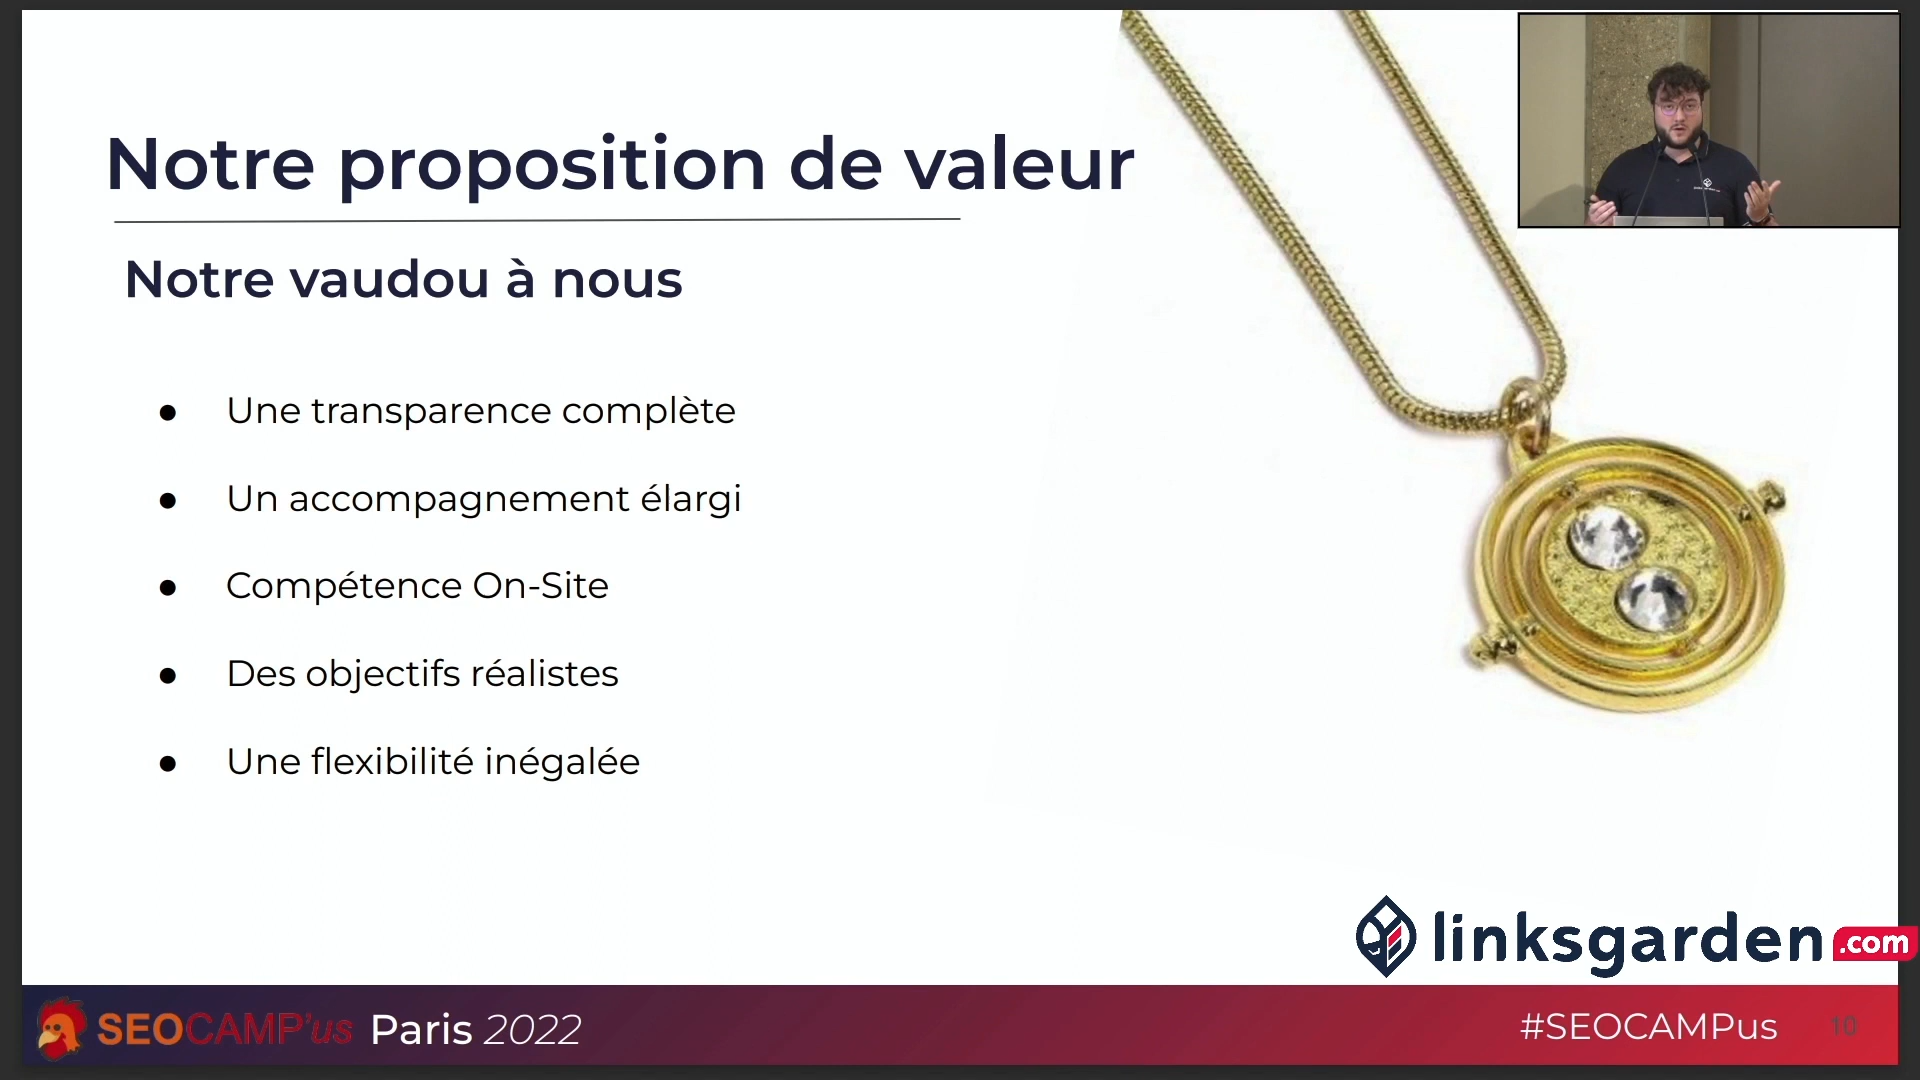 Notre proposition de valeur
Notre vaudou à nous
● Une transparence complète
● Un accompagnement élargi
● Compétence On-Site
● Des objectifs réalistes
● Une flexibilité inégalée
linksgarden.com
SEOCAMP'us Paris 2022
#SEOCAMPus 10